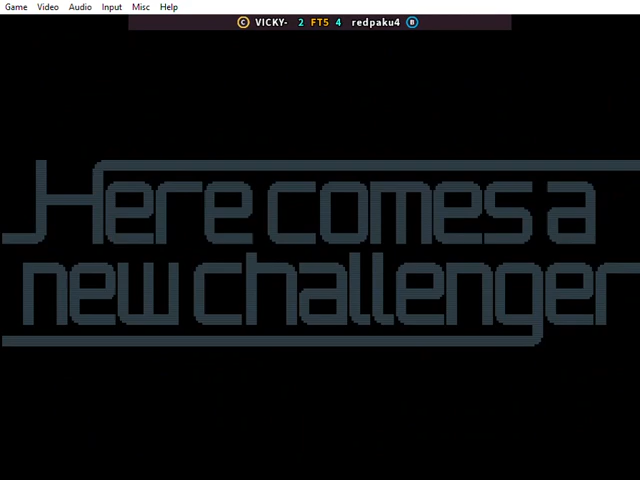 Game Video Audio Input Misc Help
C VICKY- 2 FT5 4 redpaku4 B
Here comes a
new challenger